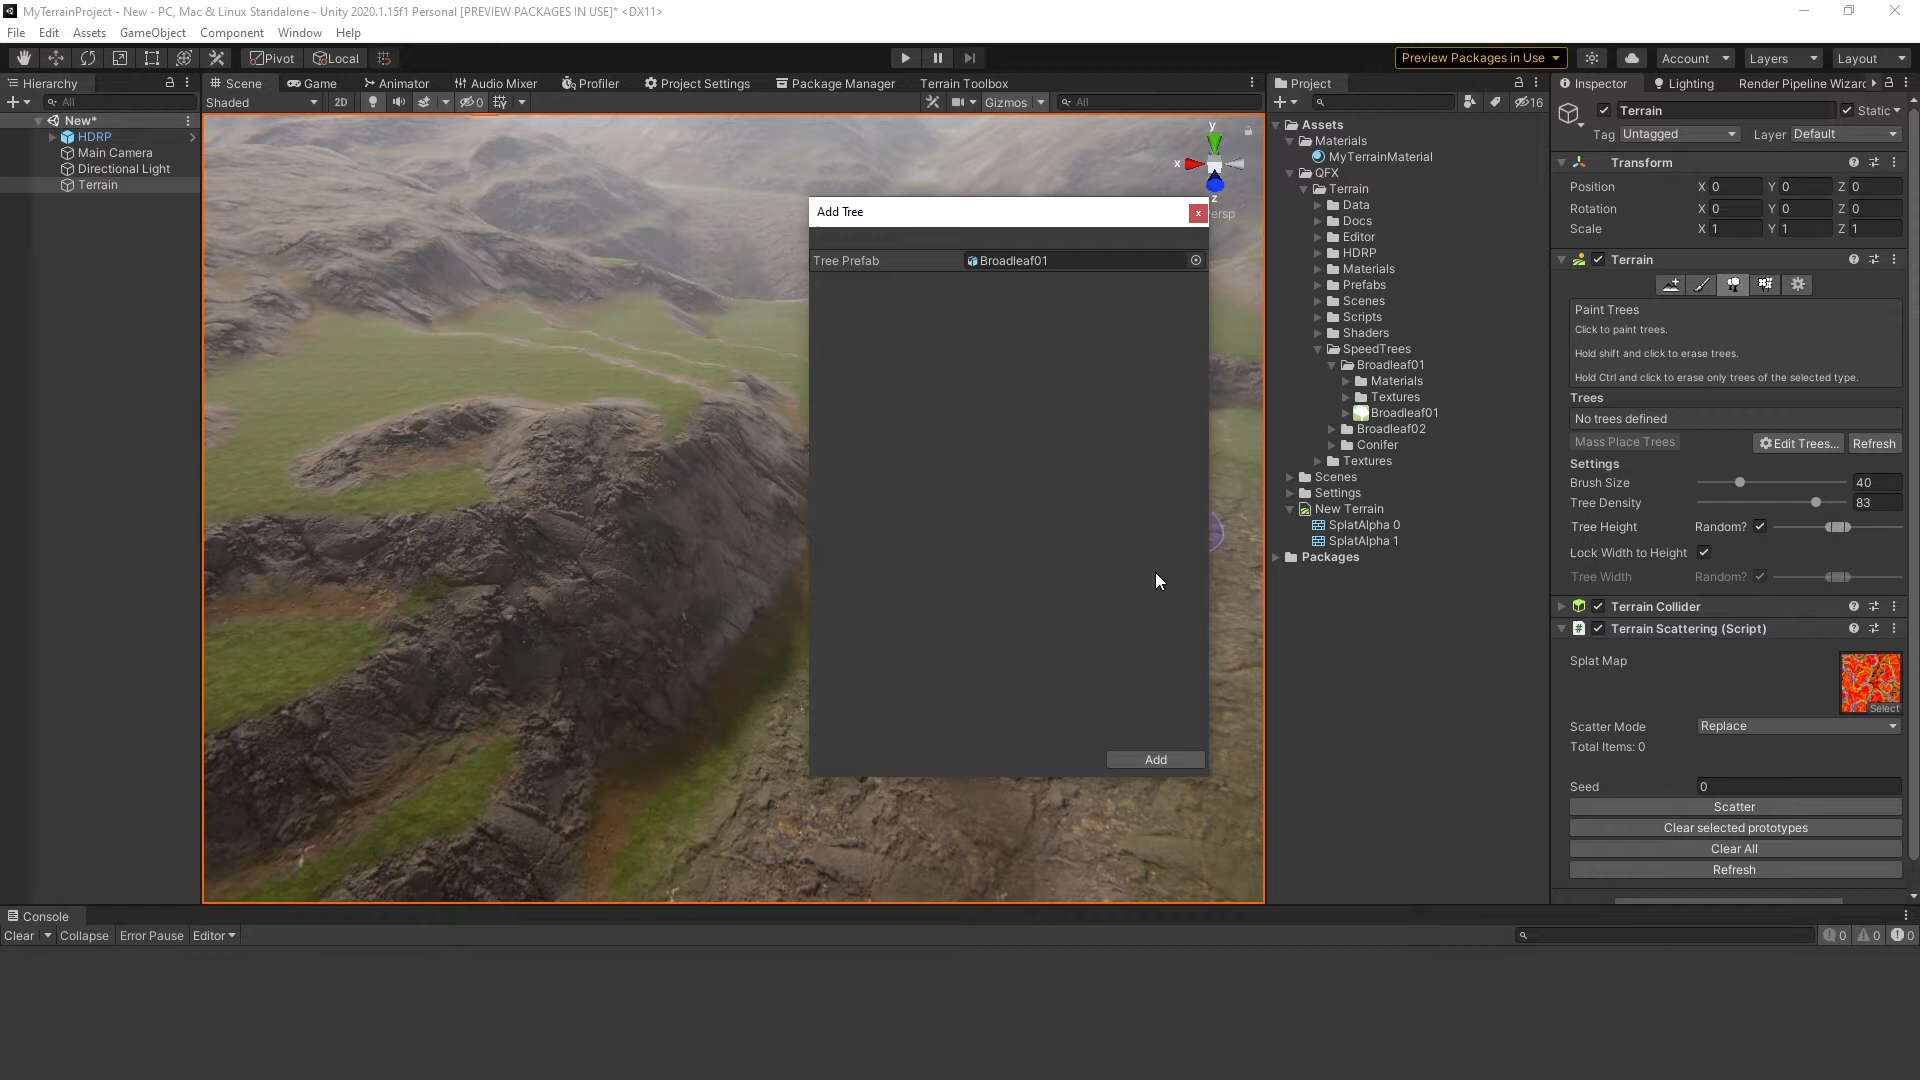 MyTerrainProject - New - PC, Mac & Linux Standalone - Unity 2020.1.15f1 Personal [PREVIEW PACKAGES IN USE]* <DX11>
File Edit Assets GameObject Component Window Help
Pivot Local
Preview Packages in Use
Account Layers Layout
Hierarchy
All
New*
HDRP
Main Camera
Directional Light
Terrain
Scene Game Animator Audio Mixer Profiler Project Settings Package Manager Terrain Toolbox
Shaded 2D 0 Gizmos All
y
x
z
ersp
Add Tree
x
Tree Prefab Broadleaf01
Add
Project
16
Assets
Materials
MyTerrainMaterial
QFX
Terrain
Data
Docs
Editor
HDRP
Materials
Prefabs
Scenes
Scripts
Shaders
SpeedTrees
Broadleaf01
Materials
Textures
Broadleaf01
Broadleaf02
Conifer
Textures
Scenes
Settings
New Terrain
SplatAlpha 0
SplatAlpha 1
Packages
Inspector Lighting Render Pipeline Wizard
Terrain Static
Tag Untagged Layer Default
Transform
Position X 0 Y 0 Z 0
Rotation X 0 Y 0 Z 0
Scale X 1 Y 1 Z 1
Terrain
Paint Trees
Click to paint trees.
Hold shift and click to erase trees.
Hold Ctrl and click to erase only trees of the selected type.
Trees
No trees defined
Mass Place Trees Edit Trees... Refresh
Settings
Brush Size 40
Tree Density 83
Tree Height Random?
Lock Width to Height
Tree Width Random?
Terrain Collider
# Terrain Scattering (Script)
Splat Map
Select
Scatter Mode Replace
Total Items: 0
Seed 0
Scatter
Clear selected prototypes
Clear All
Refresh
Console
Clear Collapse Error Pause Editor
0 0 0